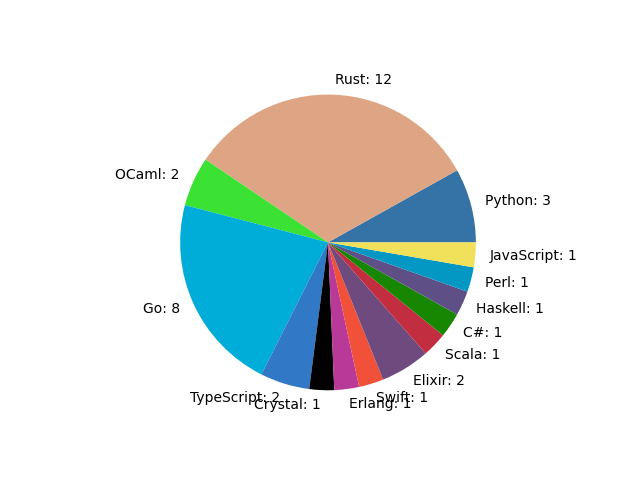 Rust: 12
OCaml: 2
Python: 3
JavaScript: 1
Perl: 1
Go: 8
Haskell: 1
C#: 1
Scala: 1
Elixir: 2
TypeScript: 2
Swift: 1
Crystal: 1
Erlang: 1